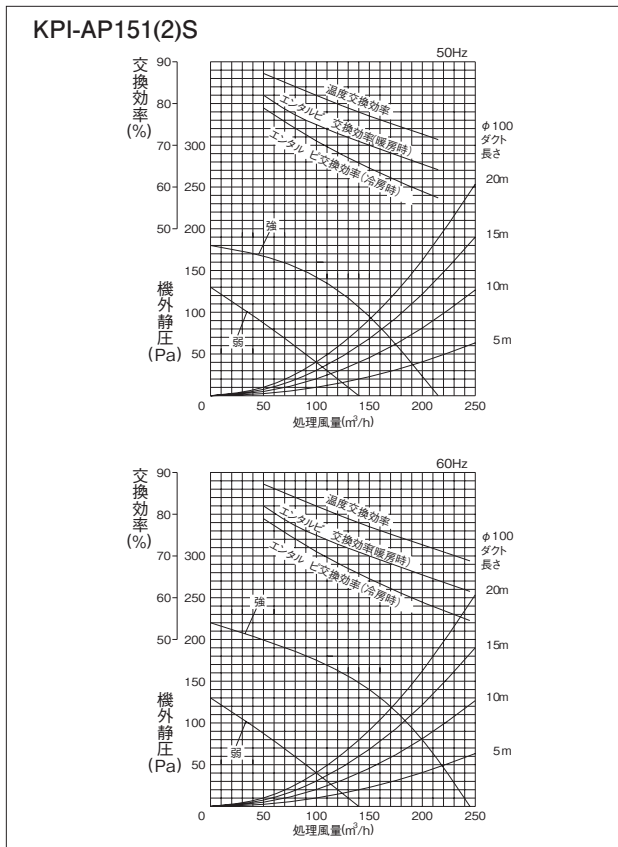 KPI-AP151(2)S
50Hz
交換効率
(%)
90
80
70
60
50
温度交換効率
エンタルピ 交換効率(暖房時)
エンタル ピ交換効率(冷房時)
φ100
ダクト
長さ
20m
15m
10m
5m
強
弱
機外静圧
(Pa)
300
250
200
150
100
50
0
50
100
150
200
250
処理風量(m³/h)
60Hz
交換効率
(%)
90
80
70
60
50
温度交換効率
エンタルピ 交換効率(暖房時)
エンタル ピ交換効率(冷房時)
φ100
ダクト
長さ
20m
15m
10m
5m
強
弱
機外静圧
(Pa)
300
250
200
150
100
50
0
50
100
150
200
250
処理風量(m³/h)